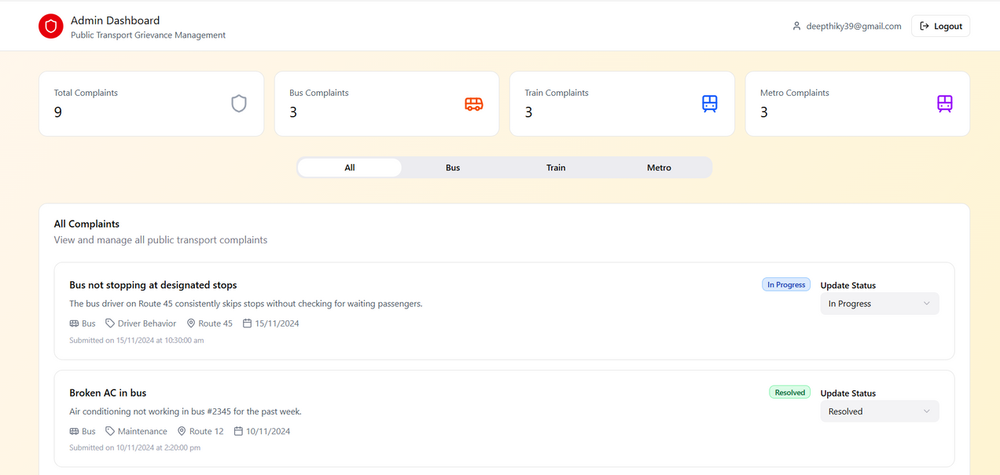 Admin Dashboard
Public Transport Grievance Management
deepthiky39@gmail.com
Logout
Total Complaints
9
Bus Complaints
3
Train Complaints
3
Metro Complaints
3
All
Bus
Train
Metro
All Complaints
View and manage all public transport complaints
Bus not stopping at designated stops
In Progress
Update Status
The bus driver on Route 45 consistently skips stops without checking for waiting passengers.
In Progress
Bus Driver Behavior Route 45 15/11/2024
Submitted on 15/11/2024 at 10:30:00 am
Broken AC in bus
Resolved
Update Status
Air conditioning not working in bus #2345 for the past week.
Resolved
Bus Maintenance Route 12 10/11/2024
Submitted on 10/11/2024 at 2:20:00 pm